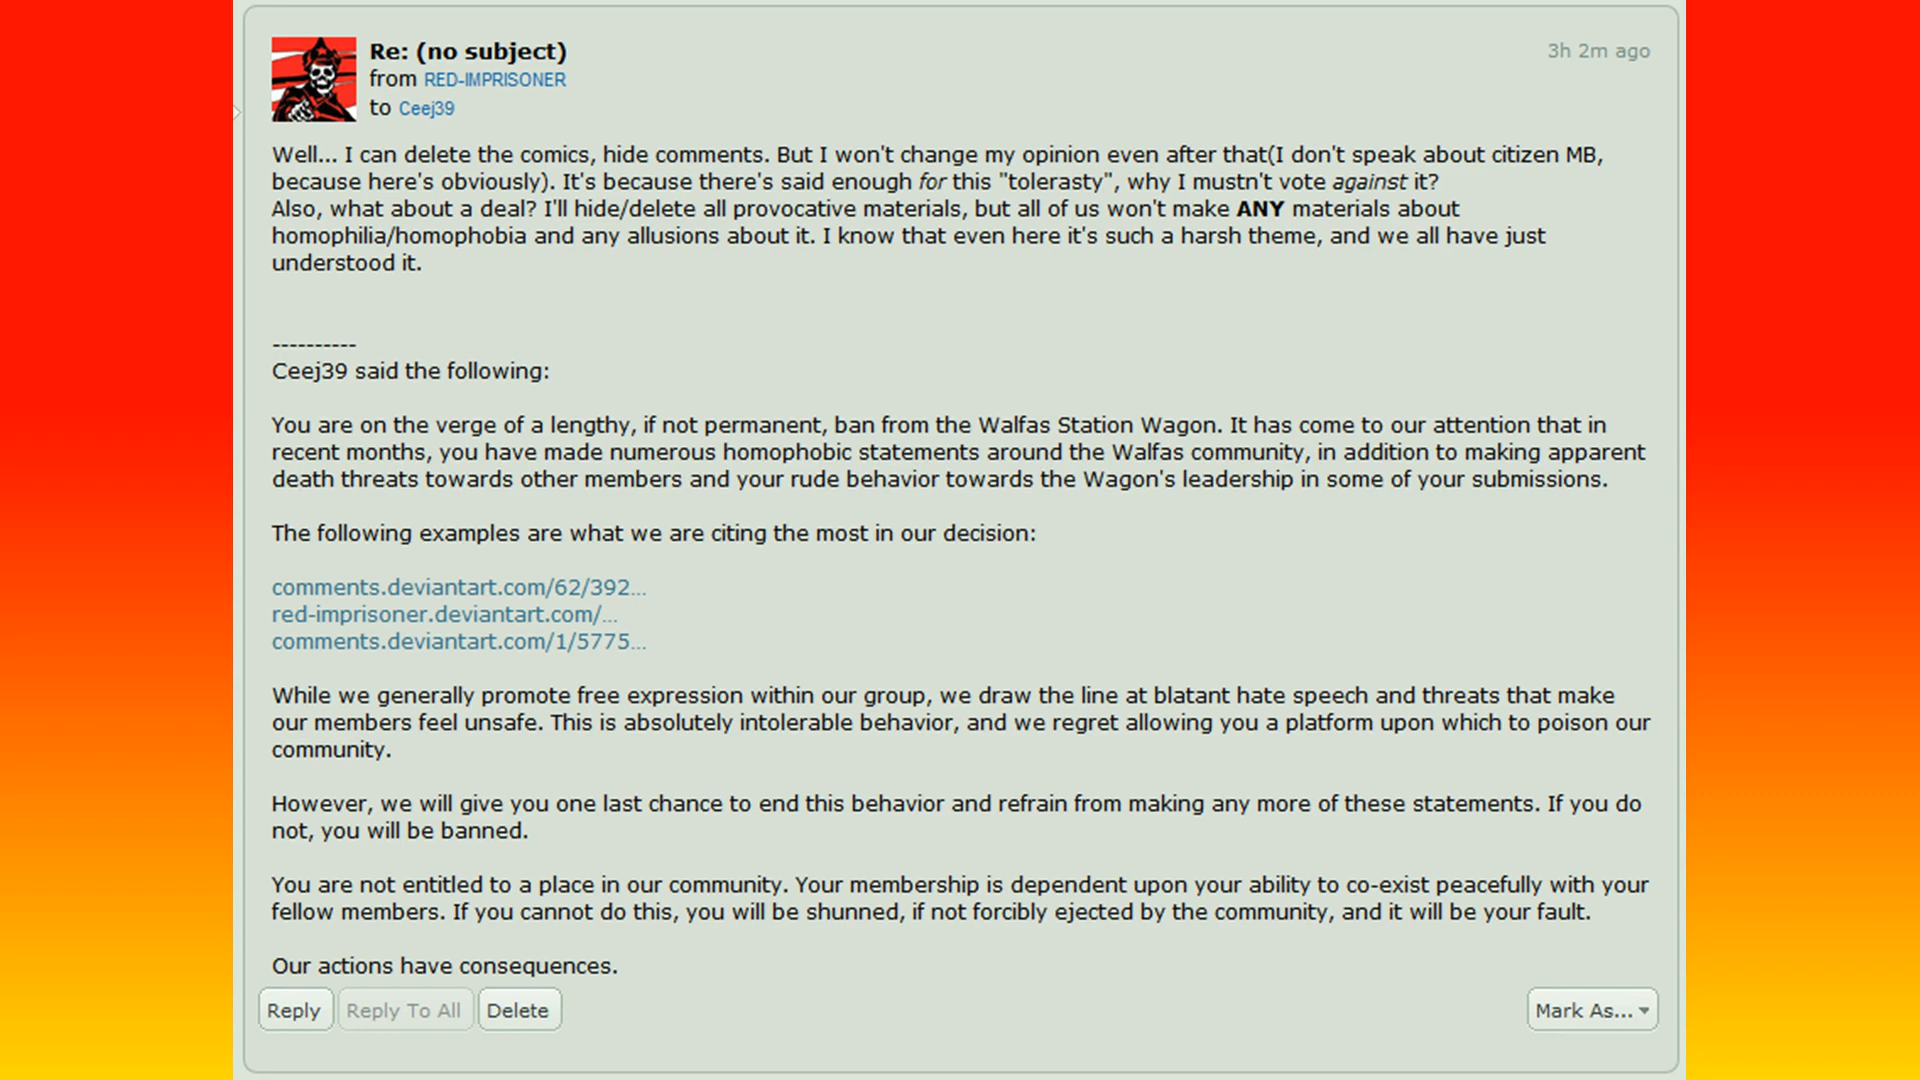 Re: (no subject)
3h 2m ago
from RED-IMPRISONER
to Ceej39
Well... I can delete the comics, hide comments. But I won't change my opinion even after that(I don't speak about citizen MB,
because here's obviously). It's because there's said enough for this "tolerasty", why I mustn't vote against it?
Also, what about a deal? I'll hide/delete all provocative materials, but all of us won't make ANY materials about
homophilia/homophobia and any allusions about it. I know that even here it's such a harsh theme, and we all have just
understood it.
----------
Ceej39 said the following:
You are on the verge of a lengthy, if not permanent, ban from the Walfas Station Wagon. It has come to our attention that in
recent months, you have made numerous homophobic statements around the Walfas community, in addition to making apparent
death threats towards other members and your rude behavior towards the Wagon's leadership in some of your submissions.
The following examples are what we are citing the most in our decision:
comments.deviantart.com/62/392...
red-imprisoner.deviantart.com/...
comments.deviantart.com/1/5775...
While we generally promote free expression within our group, we draw the line at blatant hate speech and threats that make
our members feel unsafe. This is absolutely intolerable behavior, and we regret allowing you a platform upon which to poison our
community.
However, we will give you one last chance to end this behavior and refrain from making any more of these statements. If you do
not, you will be banned.
You are not entitled to a place in our community. Your membership is dependent upon your ability to co-exist peacefully with your
fellow members. If you cannot do this, you will be shunned, if not forcibly ejected by the community, and it will be your fault.
Our actions have consequences.
Reply
Reply To All
Delete
Mark As...